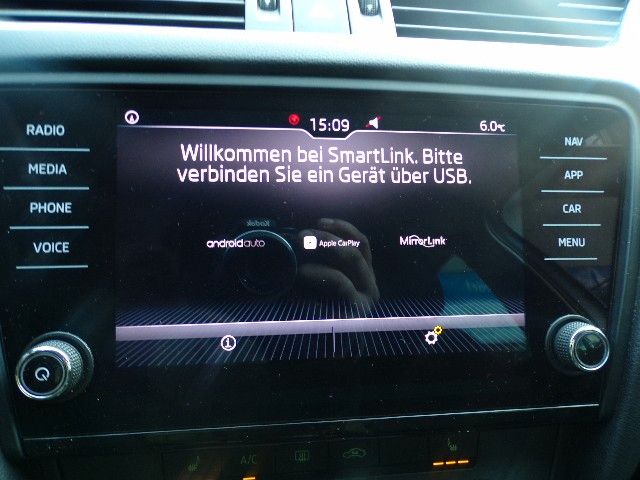 15:09
6.0°C
RADIO
MEDIA
PHONE
VOICE
Willkommen bei SmartLink. Bitte
verbinden Sie ein Gerät über USB.
androidauto
Apple CarPlay
MirrorLink
NAV
APP
CAR
MENU
Kodak
A/C